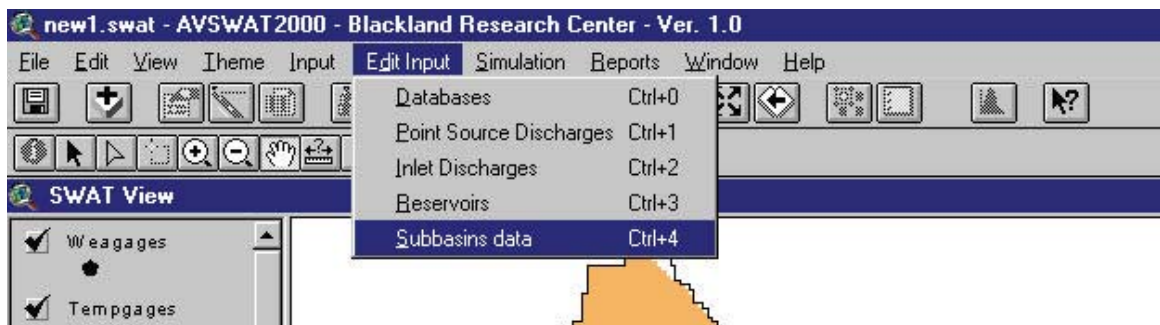 new1.swat - AVSWAT2000 - Blackland Research Center - Ver. 1.0
File Edit View Theme Input Edit Input Simulation Reports Window Help
Databases Ctrl+0
Point Source Discharges Ctrl+1
Inlet Discharges Ctrl+2
Reservoirs Ctrl+3
Subbasins data Ctrl+4
SWAT View
Weagages
Tempgages